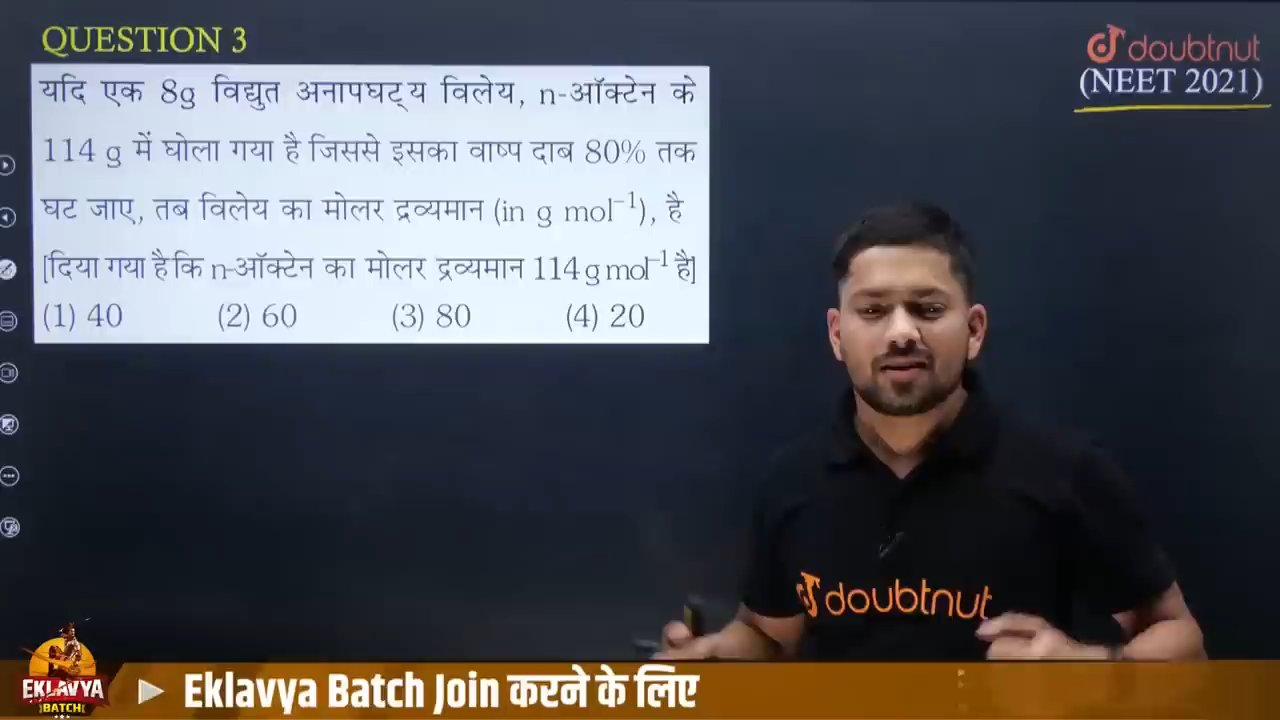 QUESTION 3
doubtnut
(NEET 2021)
यदि एक 8g विद्युत अनापघट्य विलेय, n-ऑक्टेन के
114 g में घोला गया है जिससे इसका वाष्प दाब 80% तक
घट जाए, तब विलेय का मोलर द्रव्यमान (in g mol⁻¹), है
[दिया गया है कि n-ऑक्टेन का मोलर द्रव्यमान 114 g mol⁻¹ है]
(1) 40 (2) 60 (3) 80 (4) 20
doubtnut
EKLAVYA
BATCH
Eklavya Batch Join करने के लिए